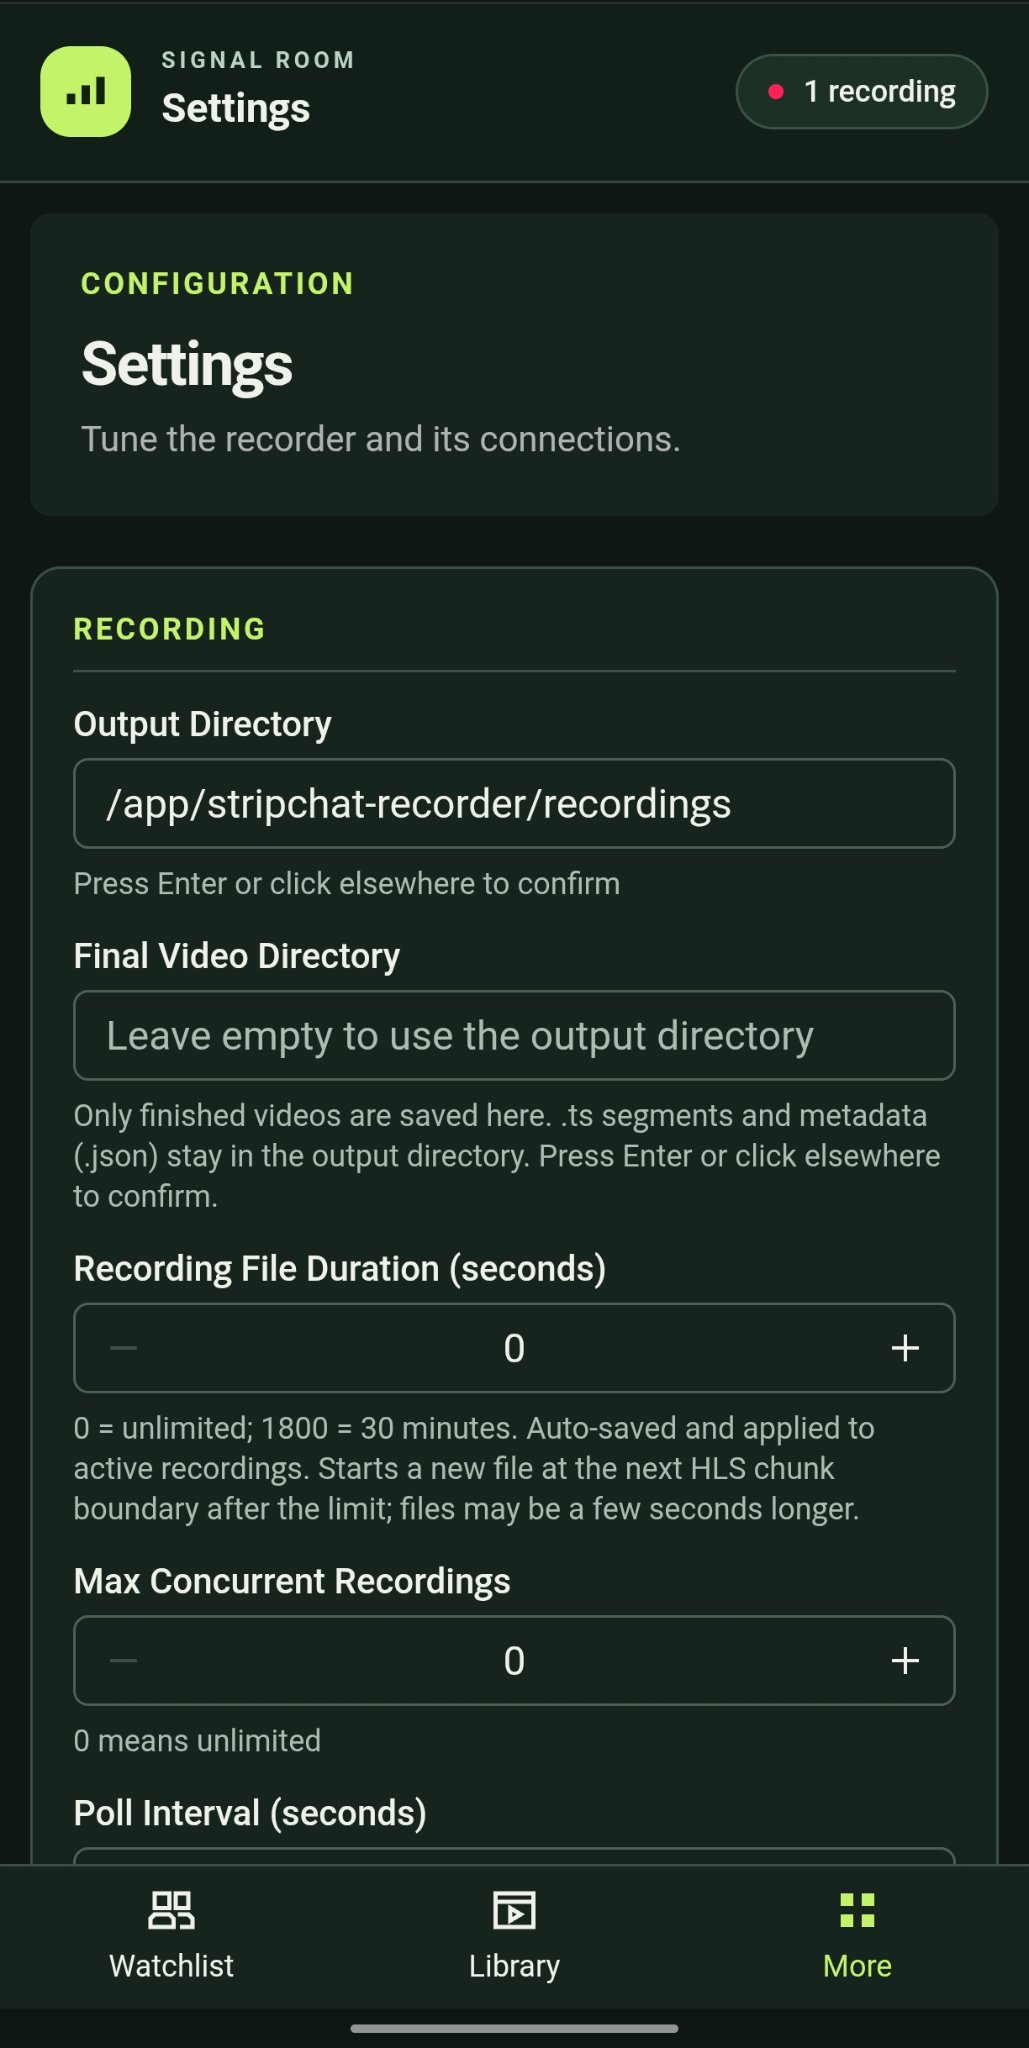 SIGNAL ROOM
Settings
1 recording
CONFIGURATION
Settings
Tune the recorder and its connections.
RECORDING
Output Directory
/app/stripchat-recorder/recordings
Press Enter or click elsewhere to confirm
Final Video Directory
Leave empty to use the output directory
Only finished videos are saved here. .ts segments and metadata
(.json) stay in the output directory. Press Enter or click elsewhere
to confirm.
Recording File Duration (seconds)
0
0 = unlimited; 1800 = 30 minutes. Auto-saved and applied to
active recordings. Starts a new file at the next HLS chunk
boundary after the limit; files may be a few seconds longer.
Max Concurrent Recordings
0
0 means unlimited
Poll Interval (seconds)
Watchlist
Library
More